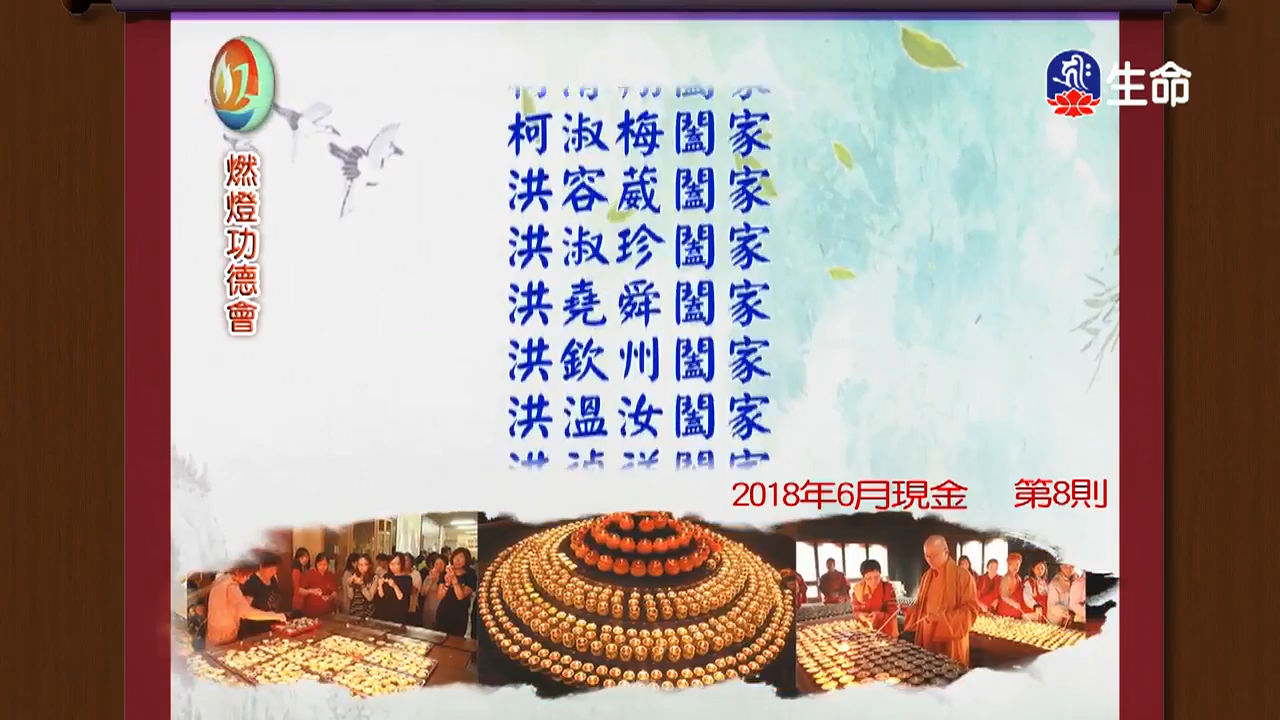 生命
燃燈功德會
柯淑梅闔家
洪容葳闔家
洪淑珍闔家
洪堯舜闔家
洪欽州闔家
洪溫汝闔家
2018年6月現金 第8則